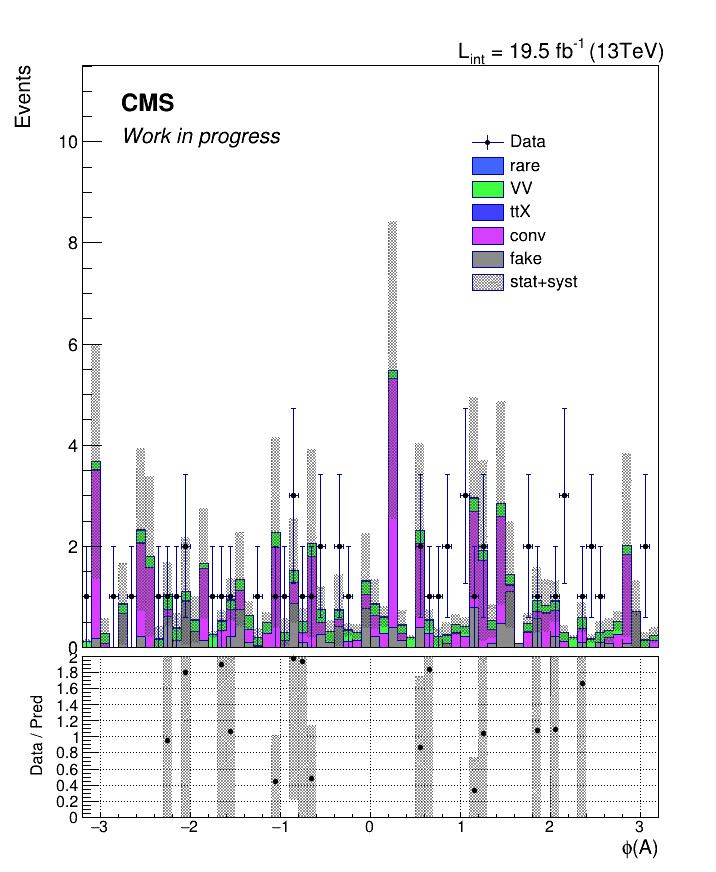 L_int = 19.5 fb^-1 (13TeV)
Events
CMS
Work in progress
Data
rare
VV
ttX
conv
fake
stat+syst
10
8
6
4
2
0
Data / Pred
2
1.8
1.6
1.4
1.2
1
0.8
0.6
0.4
0.2
0
−3 −2 −1 0 1 2 3
ϕ(A)